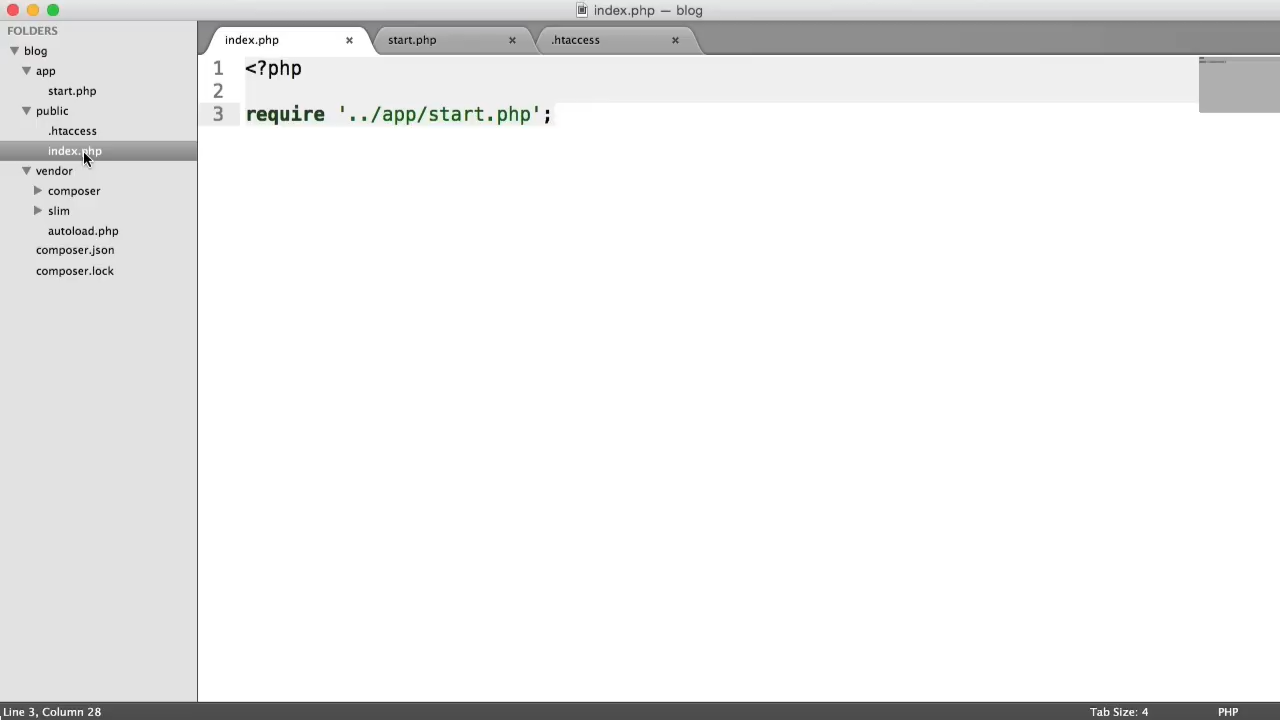 index.php — blog
FOLDERS
blog
app
start.php
public
.htaccess
index.php
vendor
composer
slim
autoload.php
composer.json
composer.lock
index.php × start.php × .htaccess ×
1 <?php
2
3 require '../app/start.php';
Line 3, Column 28 Tab Size: 4 PHP